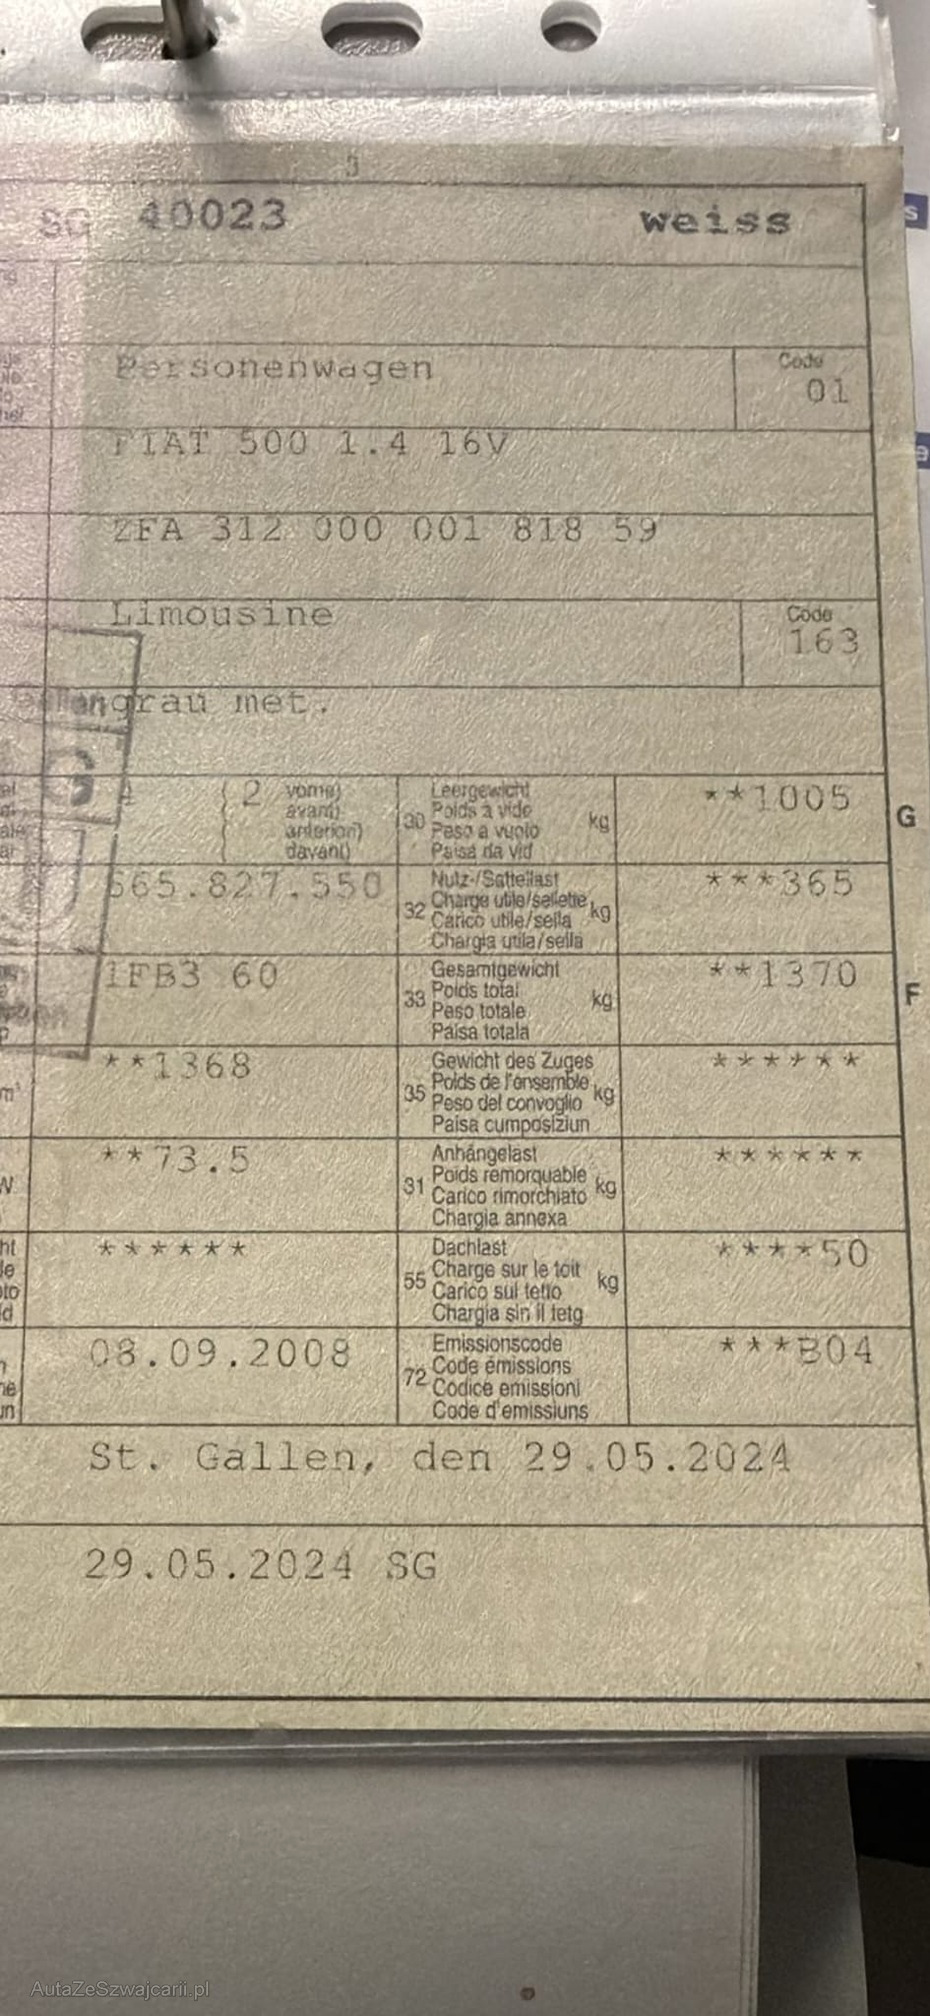 SG 40023 weiss
Code
Personenwagen 01
FIAT 500 1.4 16V
ZFA 312 000 001 818 59
Limousine Code
163
grau met.
4 2 vorne) Leergewicht **1005
avant) 30 Poids à vide kg G
anterion) Peso a vuoto
davant) Paisa da vid
565.827.550 Nutz-/Sattellast ***365
32 Charge utile/sellette kg
Carico utile/sella
Chargia utila/sella
1FB3 60 Gesamtgewicht **1370
33 Poids total kg F
Peso totale
Paisa totala
**1368 Gewicht des Zuges ******
35 Poids de l'ensemble kg
Peso del convoglio
Paisa cumposiziun
**73.5 Anhängelast ******
31 Poids remorquable kg
Carico rimorchiato
Chargia annexa
****** Dachlast ****50
55 Charge sur le toit kg
Carico sul tetto
Chargia sin il tetg
08.09.2008 Emissionscode ***B04
72 Code émissions
Codice emissioni
Code d'emissiuns
St. Gallen, den 29.05.2024
29.05.2024 SG
AutaZeSzwajcarii.pl